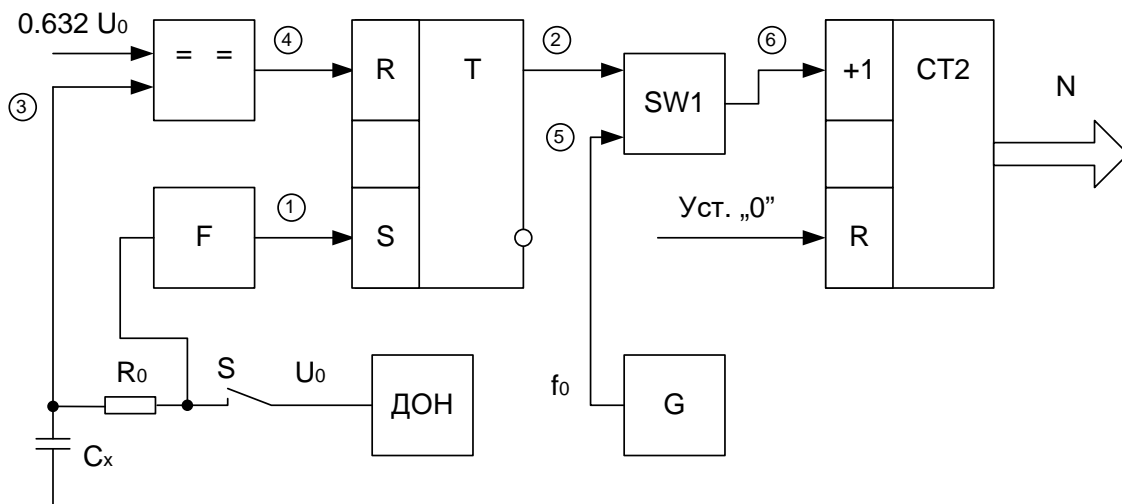 0.632 U₀
= =
④
R
T
②
⑥
+1
CT2
N
SW1
③
⑤
F
①
S
Уст. „0”
R
R₀
S
U₀
ДОН
f₀
G
Cₓ